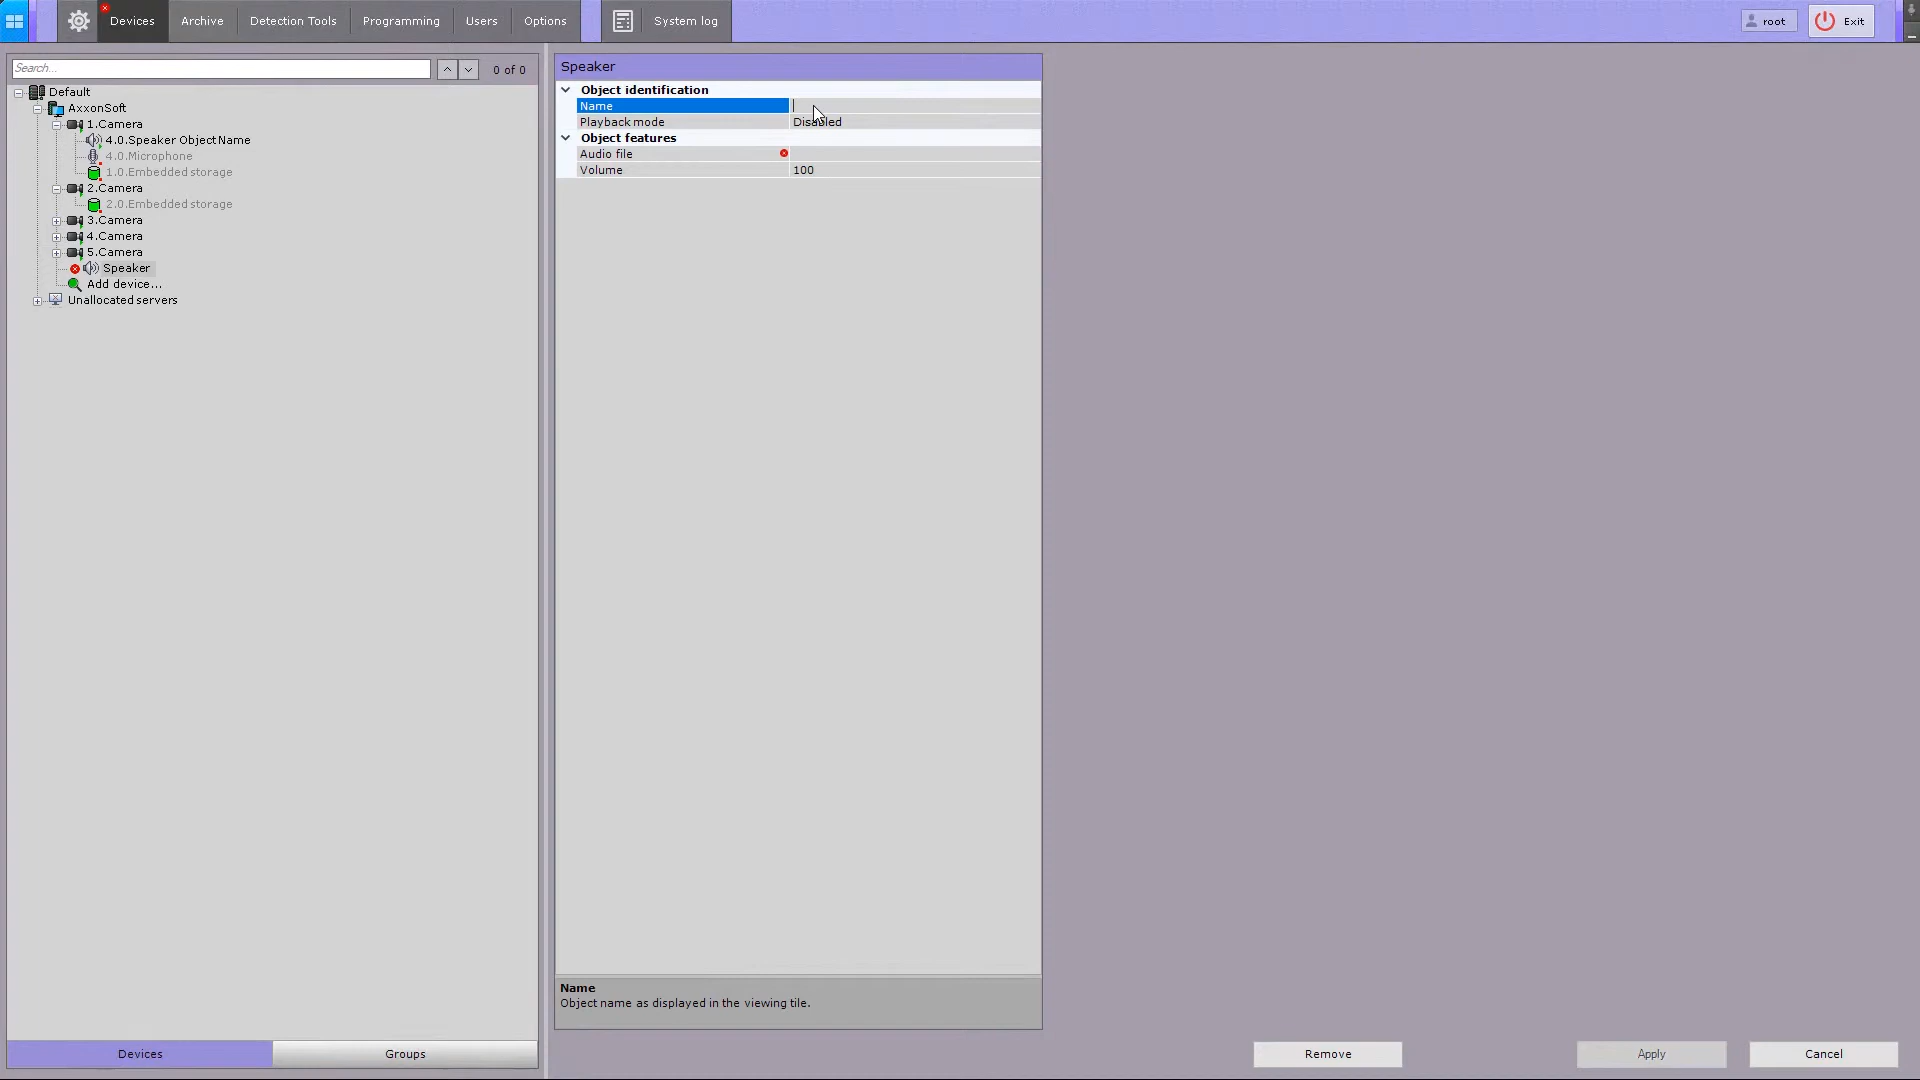 Devices
Archive
Detection Tools
Programming
Users
Options
System log
root
Exit
Search...
0 of 0
Default
AxxonSoft
1.Camera
4.0.Speaker ObjectName
4.0.Microphone
1.0.Embedded storage
2.Camera
2.0.Embedded storage
3.Camera
4.Camera
5.Camera
Speaker
Add device...
Unallocated servers
Speaker
Object identification
Name
Playback mode Disabled
Object features
Audio file
Volume 100
Name
Object name as displayed in the viewing tile.
Devices
Groups
Remove
Apply
Cancel